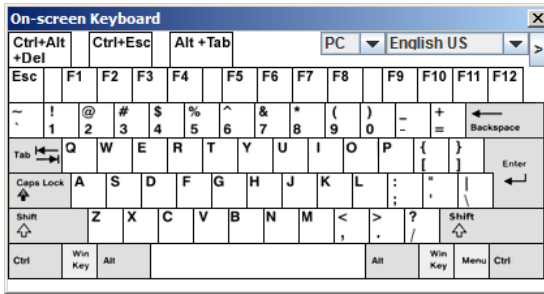 On-screen Keyboard X
Ctrl+Alt +Del Ctrl+Esc Alt +Tab PC English US >
Esc F1 F2 F3 F4 F5 F6 F7 F8 F9 F10 F11 F12
~ ! @ # $ % ^ & * ( ) _ +
` 1 2 3 4 5 6 7 8 9 0 - = Backspace
Tab Q W E R T Y U I O P { }
[ ] Enter
Caps Lock A S D F G H J K L : " |
; ' \
Shift Z X C V B N M < > ? Shift
, . /
Ctrl Win Key Alt Alt Win Key Menu Ctrl